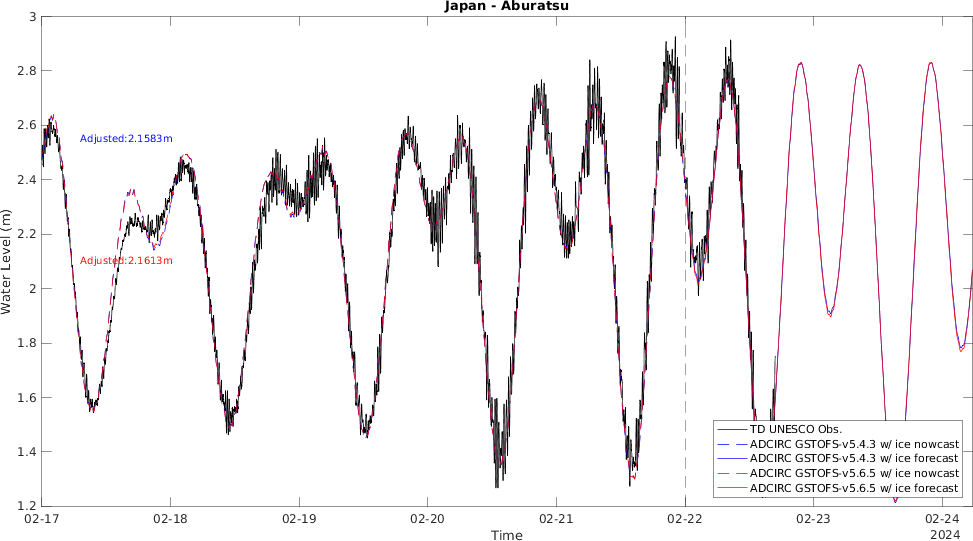 Japan - Aburatsu
3
2.8
2.6
2.4
2.2
2
1.8
1.6
1.4
1.2
Water Level (m)
Adjusted:2.1583m
Adjusted:2.1613m
TD UNESCO Obs.
ADCIRC GSTOFS-v5.4.3 w/ ice nowcast
ADCIRC GSTOFS-v5.4.3 w/ ice forecast
ADCIRC GSTOFS-v5.6.5 w/ ice nowcast
ADCIRC GSTOFS-v5.6.5 w/ ice forecast
02-17 02-18 02-19 02-20 02-21 02-22 02-23 02-24
Time
2024